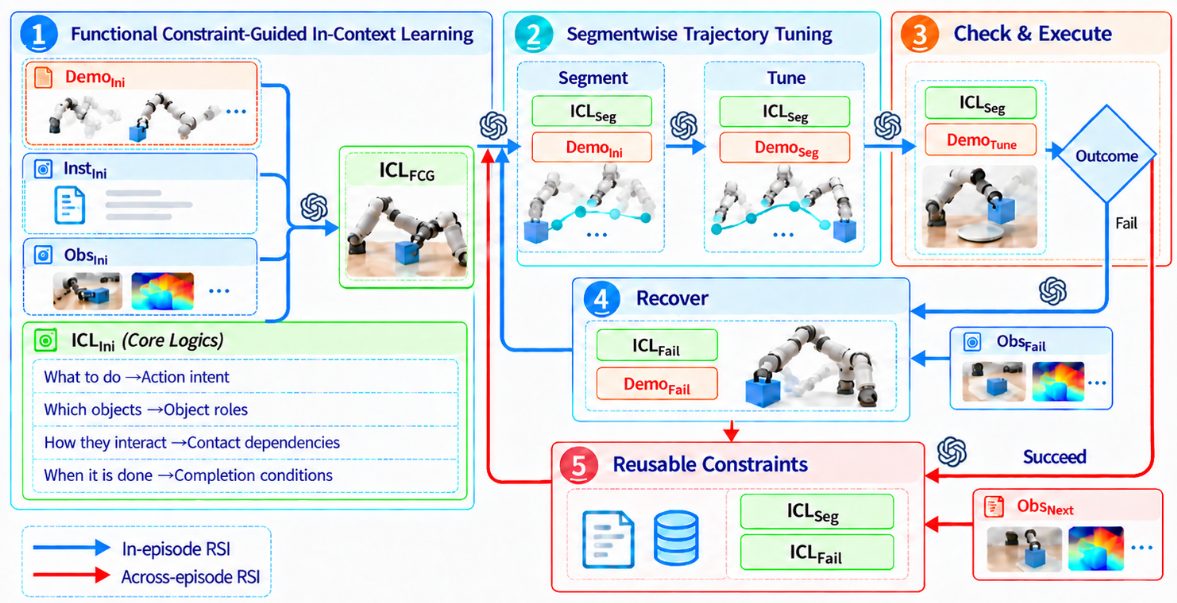 1 Functional Constraint-Guided In-Context Learning
Demo_Ini
...
Inst_Ini
Obs_Ini
...
ICL_FCG
ICL_Ini (Core Logics)
What to do →Action intent
Which objects →Object roles
How they interact →Contact dependencies
When it is done →Completion conditions
2 Segmentwise Trajectory Tuning
Segment
ICL_Seg
Demo_Ini
...
Tune
ICL_Seg
Demo_Seg
...
3 Check & Execute
ICL_Seg
Demo_Tune
Outcome
Fail
4 Recover
ICL_Fail
Demo_Fail
Obs_Fail
...
5 Reusable Constraints
ICL_Seg
ICL_Fail
Succeed
Obs_Next
...
In-episode RSI
Across-episode RSI